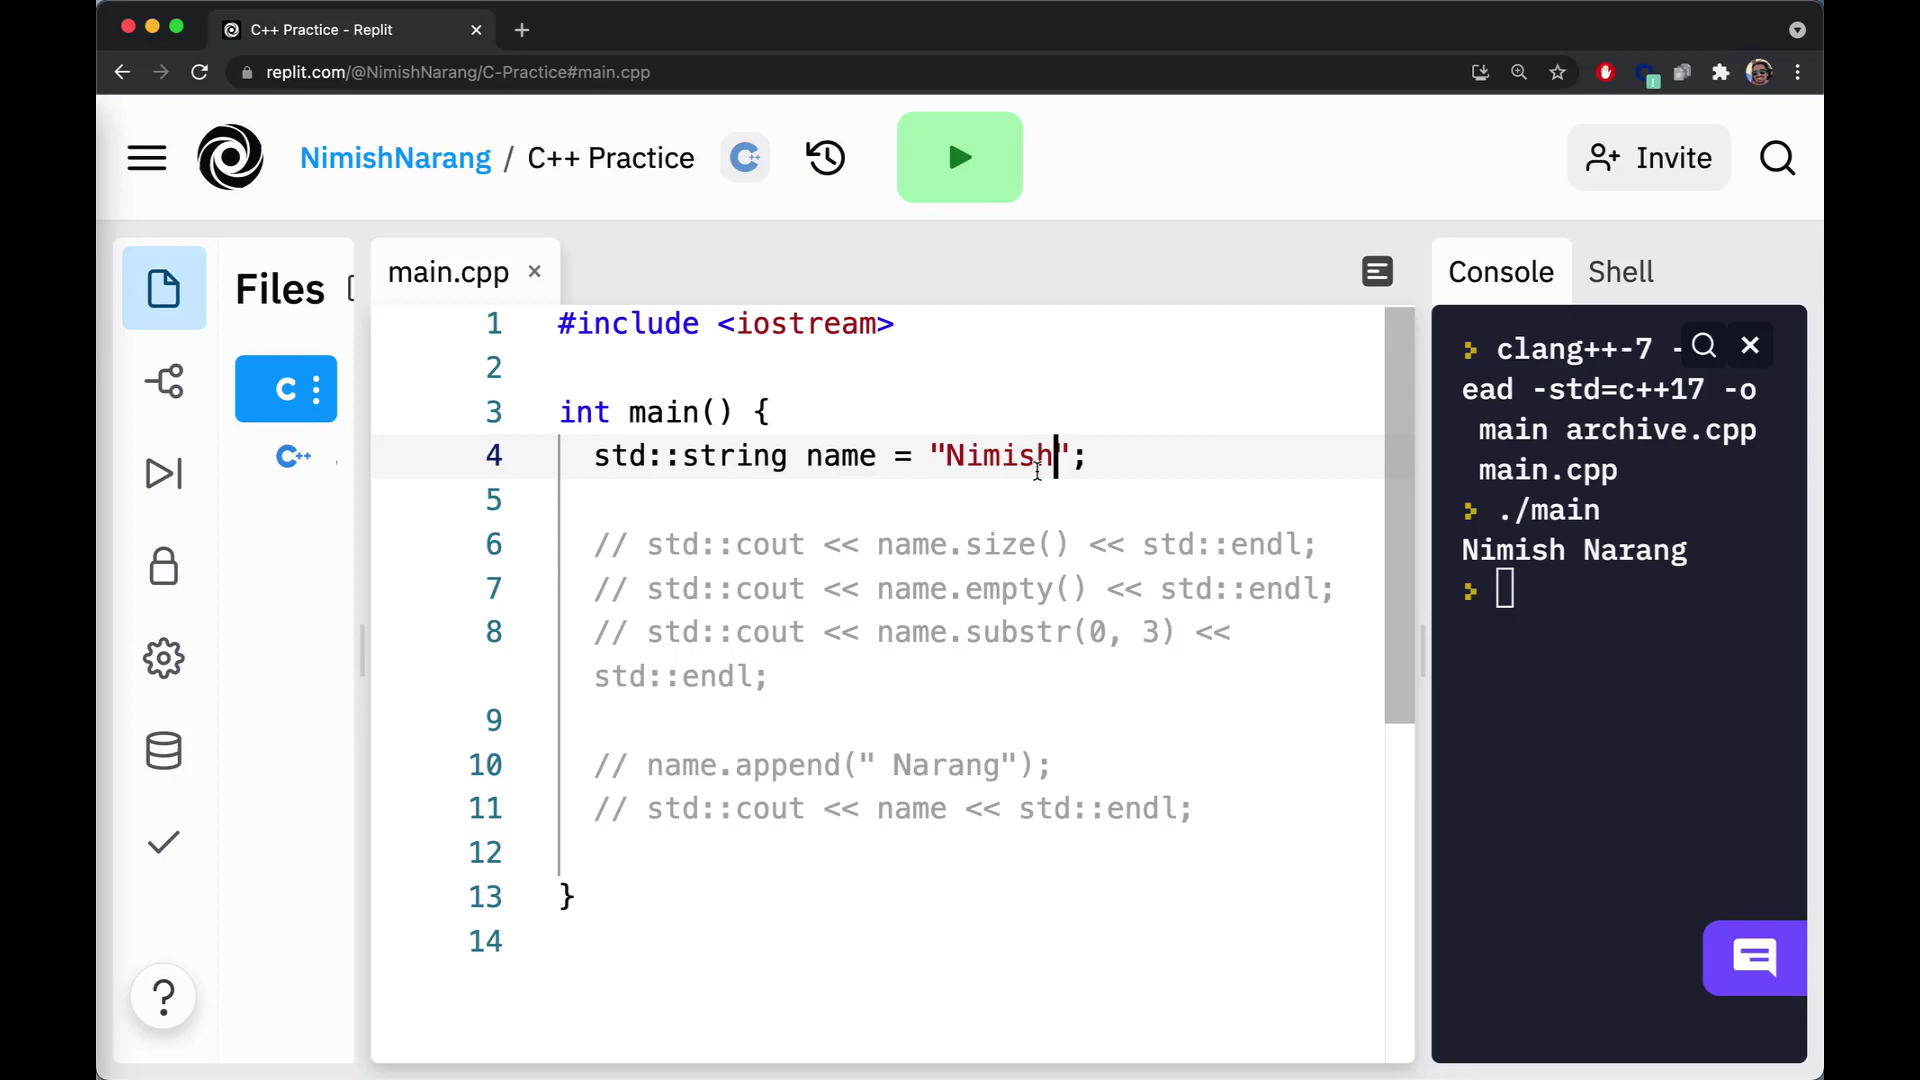 C++ Practice - Replit
replit.com/@NimishNarang/C-Practice#main.cpp
NimishNarang / C++ Practice
Invite
Files
main.cpp
Console
Shell
1 #include <iostream>
2
3 int main() {
4 std::string name = "Nimish";
5
6 // std::cout << name.size() << std::endl;
7 // std::cout << name.empty() << std::endl;
8 // std::cout << name.substr(0, 3) <<
std::endl;
9
10 // name.append(" Narang");
11 // std::cout << name << std::endl;
12
13 }
14
clang++-7 -
ead -std=c++17 -o
main archive.cpp
main.cpp
./main
Nimish Narang
?